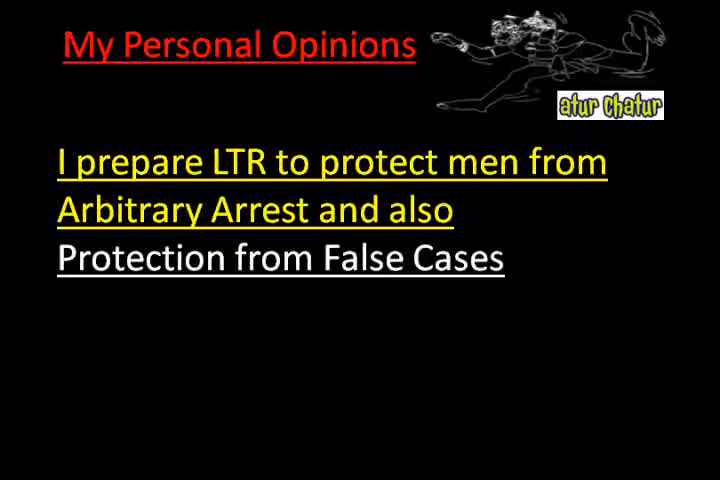 My Personal Opinions
atur chatur
I prepare LTR to protect men from
Arbitrary Arrest and also
Protection from False Cases